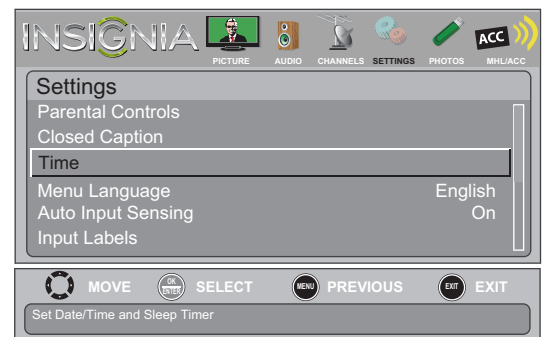 INSIGNIA
PICTURE AUDIO CHANNELS SETTINGS PHOTOS MHL/ACC
ACC
Settings
Parental Controls
Closed Caption
Time
Menu Language English
Auto Input Sensing On
Input Labels
MOVE OK ENTER SELECT MENU PREVIOUS EXIT EXIT
Set Date/Time and Sleep Timer